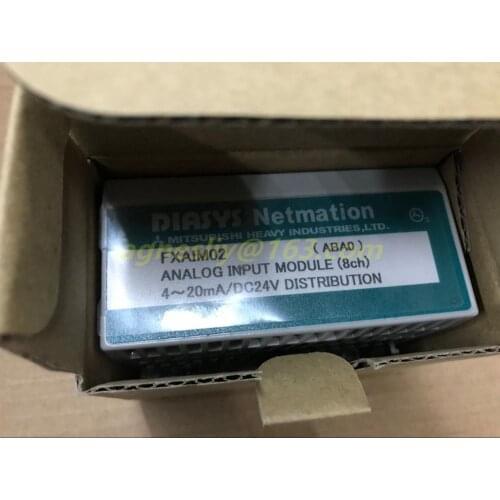 DIASYS Netmation
MITSUBISHI HEAVY INDUSTRIES,LTD.
FXAIM02 (ABA0)
ANALOG INPUT MODULE (8ch)
4～20mA/DC24V DISTRIBUTION